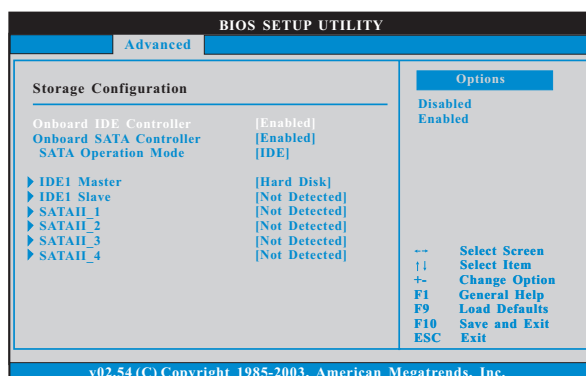 BIOS SETUP UTILITY
Advanced
Storage Configuration
Onboard IDE Controller [Enabled]
Onboard SATA Controller [Enabled]
SATA Operation Mode [IDE]
IDE1 Master [Hard Disk]
IDE1 Slave [Not Detected]
SATAII_1 [Not Detected]
SATAII_2 [Not Detected]
SATAII_3 [Not Detected]
SATAII_4 [Not Detected]
Options
Disabled
Enabled
←→ Select Screen
↑↓ Select Item
+- Change Option
F1 General Help
F9 Load Defaults
F10 Save and Exit
ESC Exit
v02.54 (C) Copyright 1985-2003, American Megatrends, Inc.